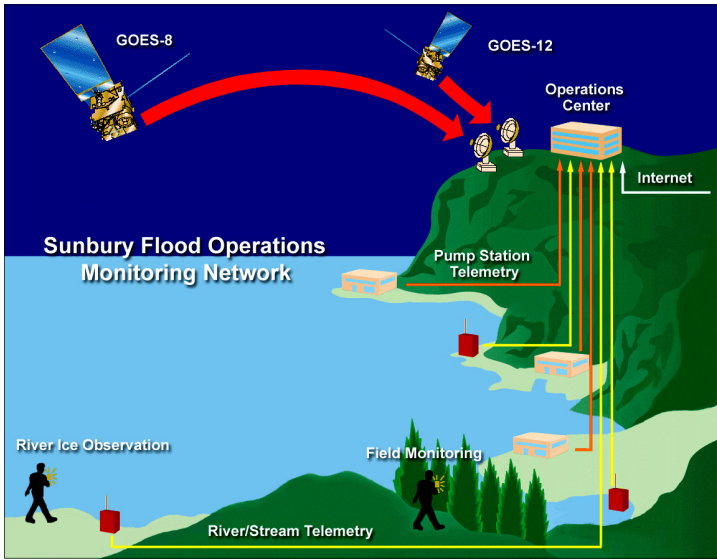 GOES-8
GOES-12
Operations
Center
Internet
Sunbury Flood Operations
Monitoring Network
Pump Station
Telemetry
River Ice Observation
Field Monitoring
River/Stream Telemetry